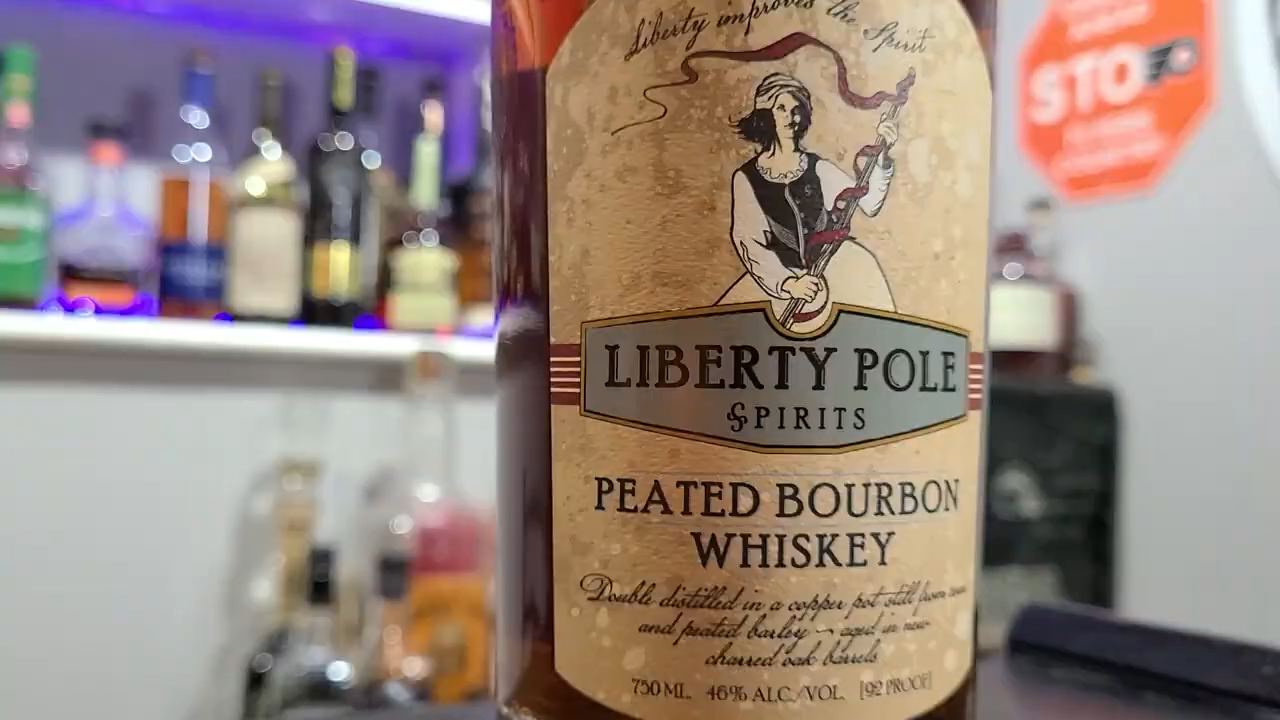 Liberty improves the Spirit
STO
LIBERTY POLE
SPIRITS
PEATED BOURBON
WHISKEY
Double distilled in a copper pot still from corn
and peated barley ~ aged in new
charred oak barrels
750 ML. 46% ALC./VOL. [92 PROOF]